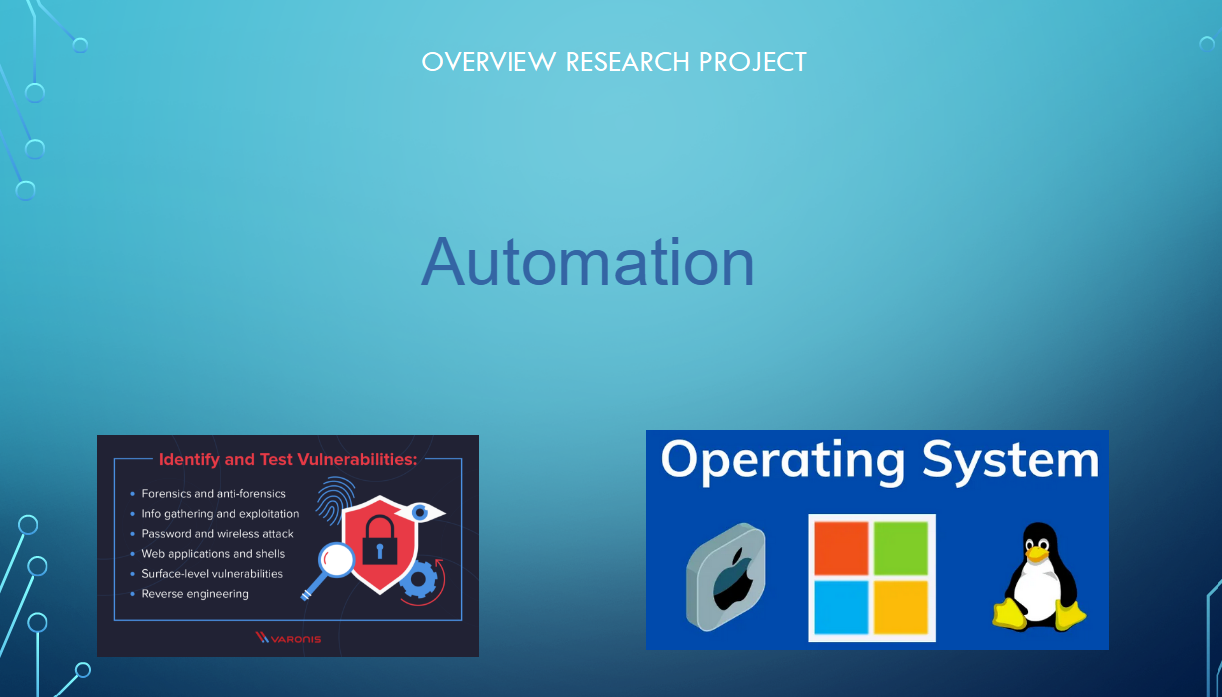 OVERVIEW RESEARCH PROJECT
Automation
Identify and Test Vulnerabilities:
Forensics and anti-forensics
Info gathering and exploitation
Password and wireless attack
Web applications and shells
Surface-level vulnerabilities
Reverse engineering
VARONIS
Operating System